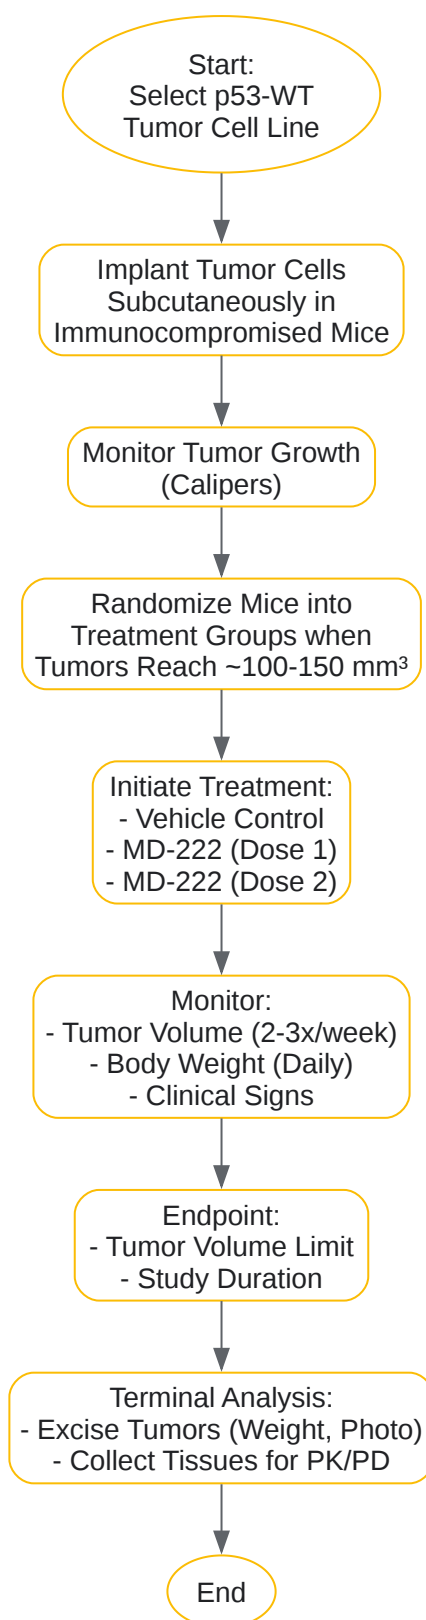 Start:
Select p53-WT
Tumor Cell Line
Implant Tumor Cells
Subcutaneously in
Immunocompromised Mice
Monitor Tumor Growth
(Calipers)
Randomize Mice into
Treatment Groups when
Tumors Reach ~100-150 mm³
Initiate Treatment:
- Vehicle Control
- MD-222 (Dose 1)
- MD-222 (Dose 2)
Monitor:
- Tumor Volume (2-3x/week)
- Body Weight (Daily)
- Clinical Signs
Endpoint:
- Tumor Volume Limit
- Study Duration
Terminal Analysis:
- Excise Tumors (Weight, Photo)
- Collect Tissues for PK/PD
End